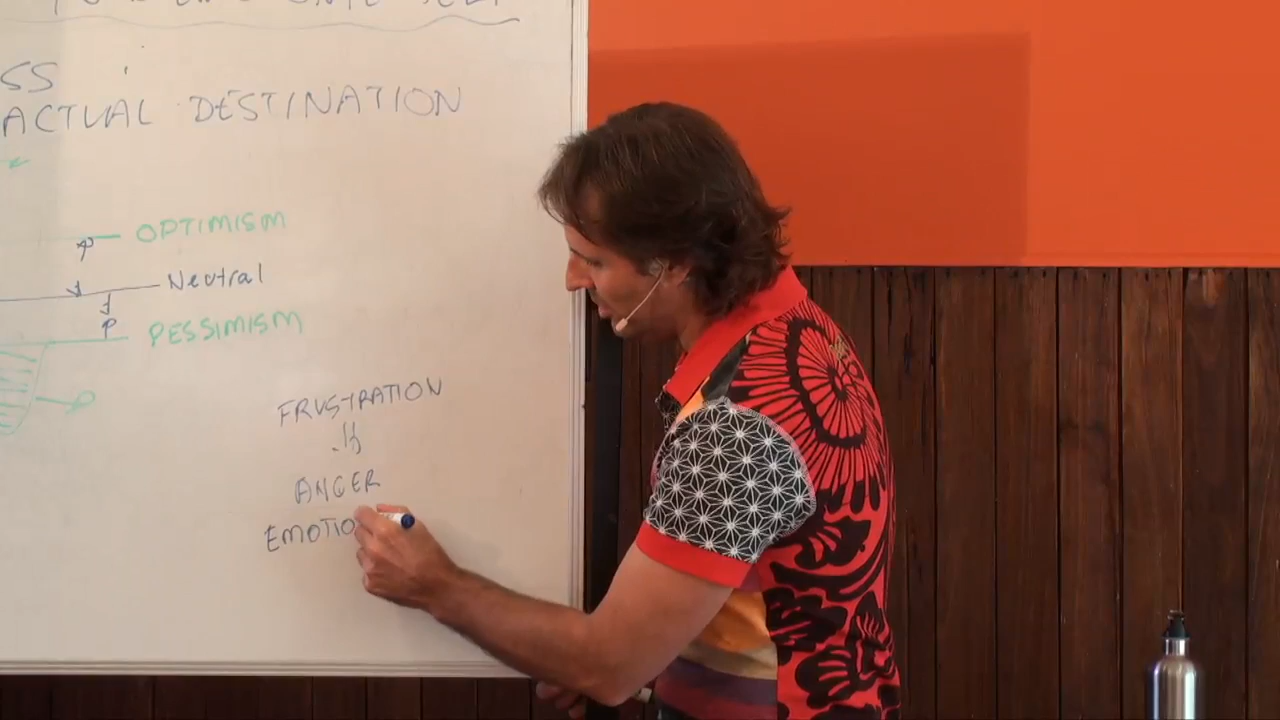 SS
ACTUAL DESTINATION
OPTIMISM
P
Neutral
P
PESSIMISM
FRUSTRATION
ANGER
EMOTIO